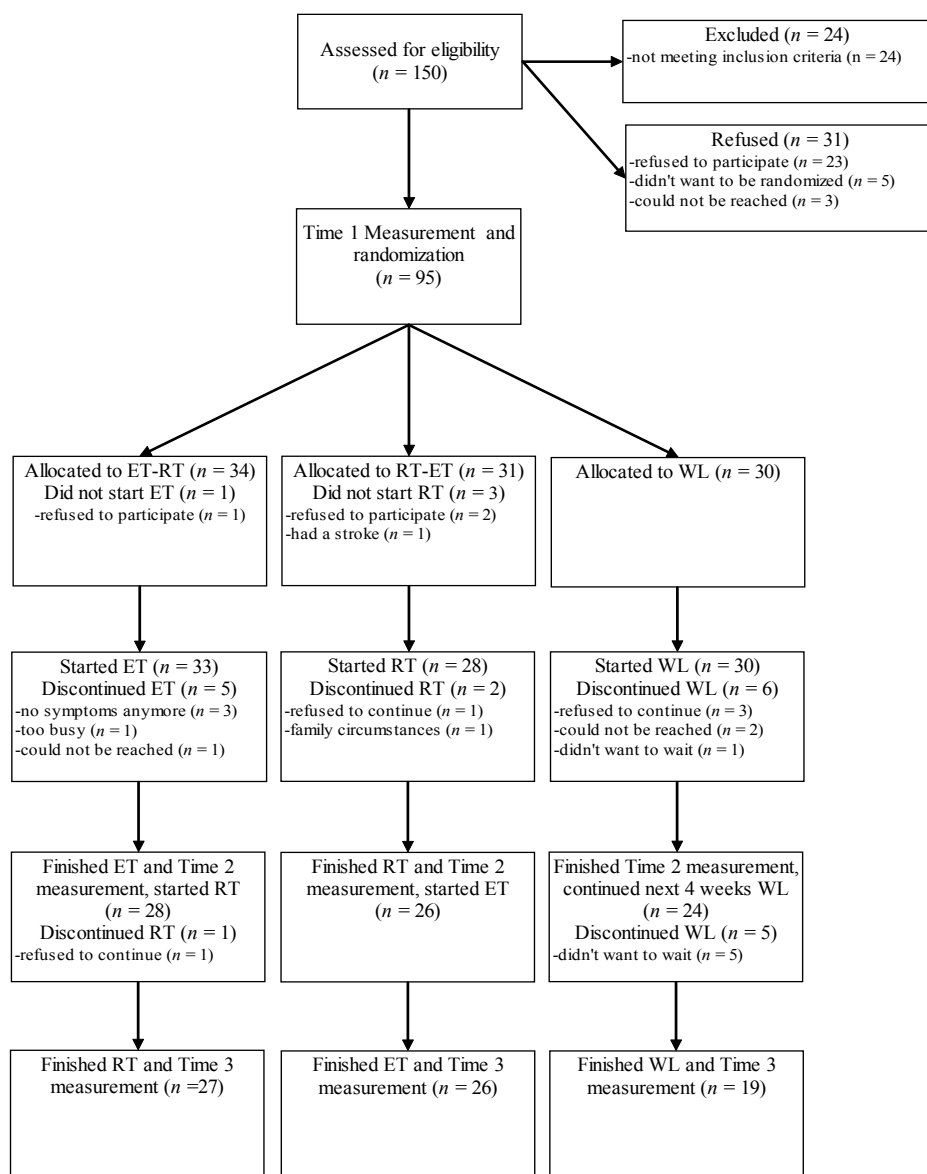 Assessed for eligibility
(n = 150)
Excluded (n = 24)
-not meeting inclusion criteria (n = 24)
Refused (n = 31)
-refused to participate (n = 23)
-didn't want to be randomized (n = 5)
-could not be reached (n = 3)
Time 1 Measurement and
randomization
(n = 95)
Allocated to ET-RT (n = 34)
Did not start ET (n = 1)
-refused to participate (n = 1)
Allocated to RT-ET (n = 31)
Did not start RT (n = 3)
-refused to participate (n = 2)
-had a stroke (n = 1)
Allocated to WL (n = 30)
Started ET (n = 33)
Discontinued ET (n = 5)
-no symptoms anymore (n = 3)
-too busy (n = 1)
-could not be reached (n = 1)
Started RT (n = 28)
Discontinued RT (n = 2)
-refused to continue (n = 1)
-family circumstances (n = 1)
Started WL (n = 30)
Discontinued WL (n = 6)
-refused to continue (n = 3)
-could not be reached (n = 2)
-didn't want to wait (n = 1)
Finished ET and Time 2
measurement, started RT
(n = 28)
Discontinued RT (n = 1)
-refused to continue (n = 1)
Finished RT and Time 2
measurement, started ET
(n = 26)
Finished Time 2 measurement,
continued next 4 weeks WL
(n = 24)
Discontinued WL (n = 5)
-didn't want to wait (n = 5)
Finished RT and Time 3
measurement (n =27)
Finished ET and Time 3
measurement (n = 26)
Finished WL and Time 3
measurement (n = 19)